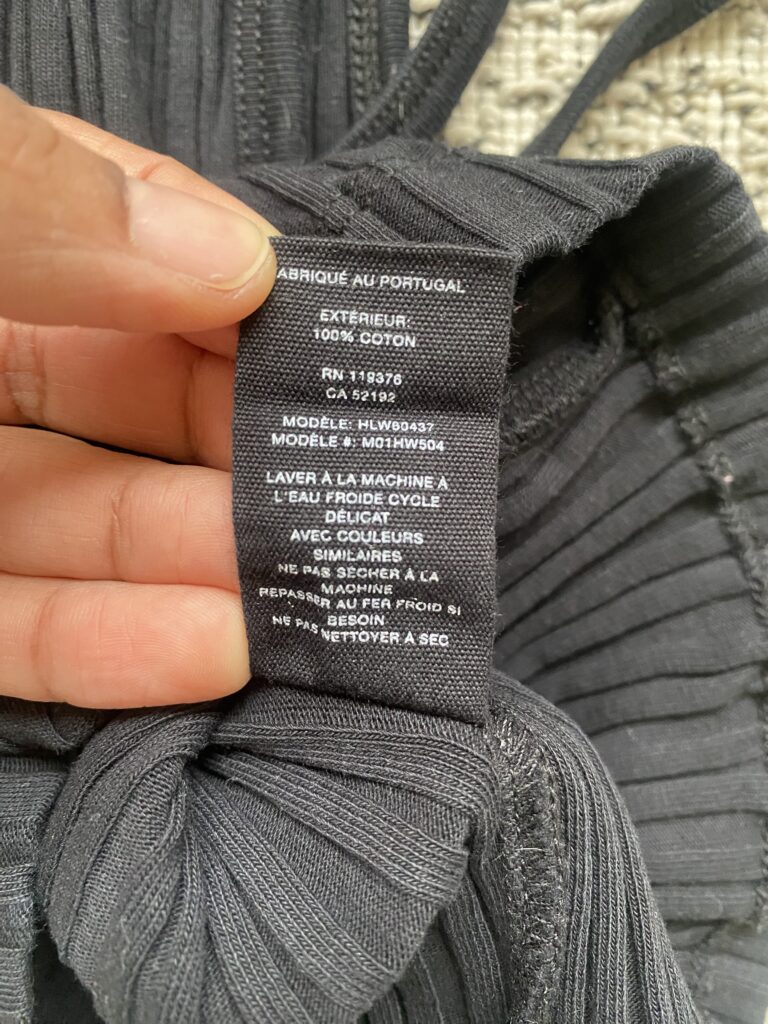 ABRIQUÉ AU PORTUGAL
EXTÉRIEUR:
100% COTON
RN 119376
CA 52192
MODÈLE: HLW60437
MODÈLE #: M01HW504
LAVER À LA MACHINE À
L'EAU FROIDE CYCLE
DÉLICAT
AVEC COULEURS
SIMILAIRES
NE PAS SÉCHER À LA
MACHINE
REPASSER AU FER FROID SI
BESOIN
NE PAS NETTOYER À SEC